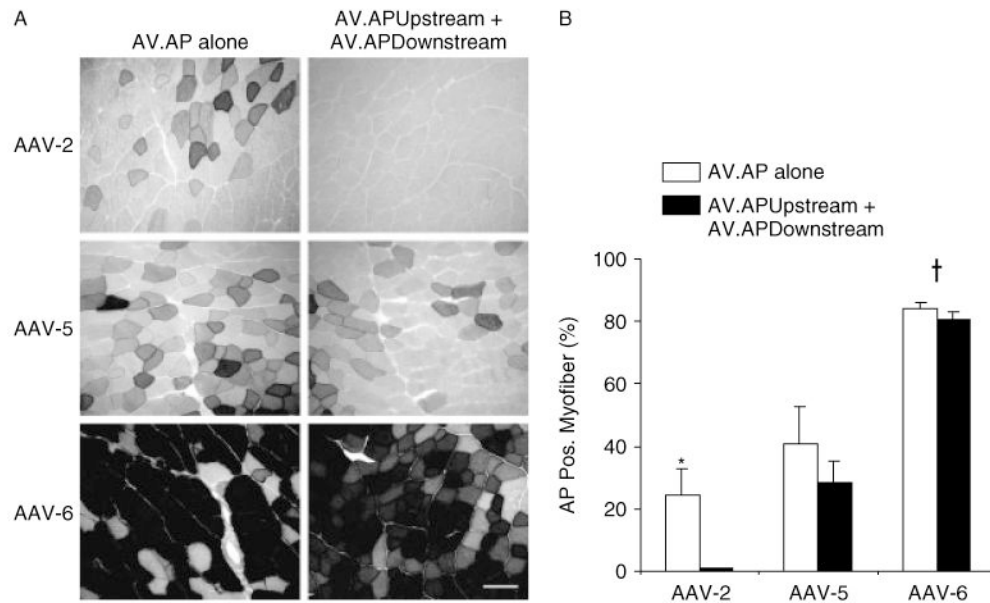 A
AV.AP alone
AV.APUpstream +
AV.APDownstream
AAV-2
AAV-5
AAV-6
B
AV.AP alone
AV.APUpstream +
AV.APDownstream
AP Pos. Myofiber (%)
100
80
60
40
20
0
*
†
AAV-2
AAV-5
AAV-6